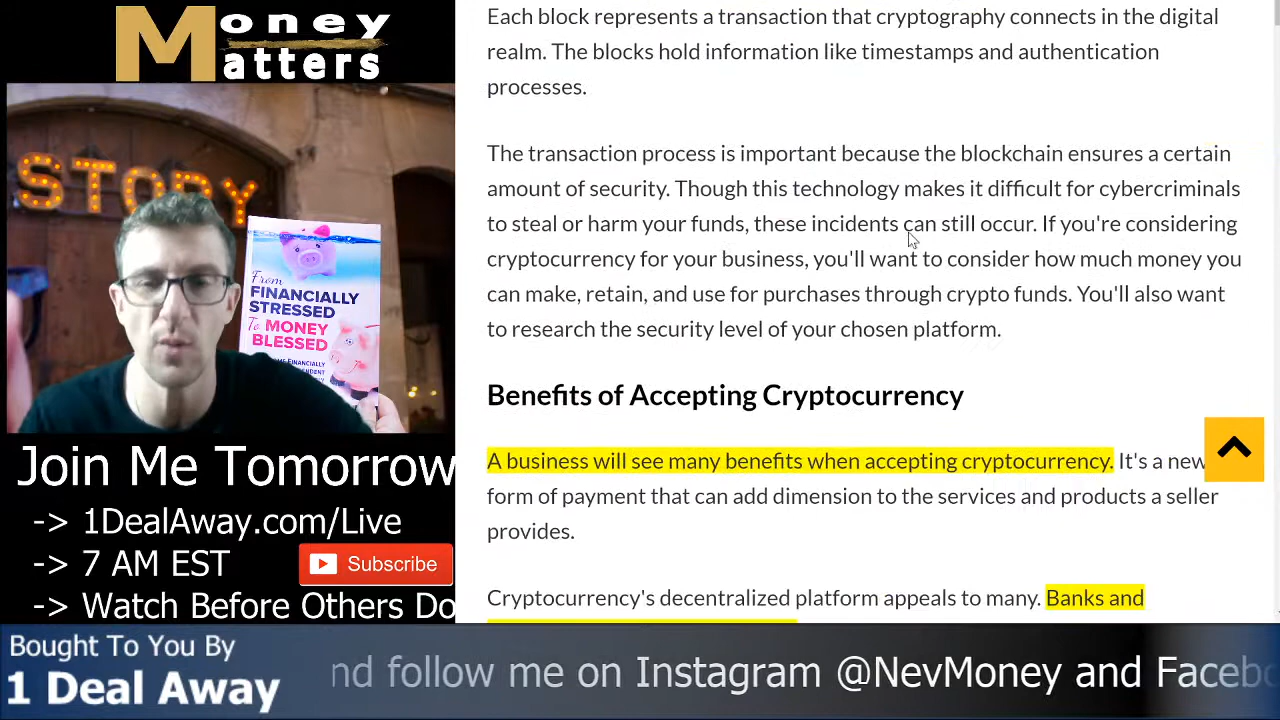 Money
Matters
STORY
From
FINANCIALLY
STRESSED
To MONEY
BLESSED
Join Me Tomorrow
-> 1DealAway.com/Live
-> 7 AM EST
Subscribe
-> Watch Before Others Do
Each block represents a transaction that cryptography connects in the digital
realm. The blocks hold information like timestamps and authentication
processes.
The transaction process is important because the blockchain ensures a certain
amount of security. Though this technology makes it difficult for cybercriminals
to steal or harm your funds, these incidents can still occur. If you're considering
cryptocurrency for your business, you'll want to consider how much money you
can make, retain, and use for purchases through crypto funds. You'll also want
to research the security level of your chosen platform.
Benefits of Accepting Cryptocurrency
A business will see many benefits when accepting cryptocurrency. It's a new
form of payment that can add dimension to the services and products a seller
provides.
Cryptocurrency's decentralized platform appeals to many. Banks and
Bought To You By
1 Deal Away
nd follow me on Instagram @NevMoney and Facebo